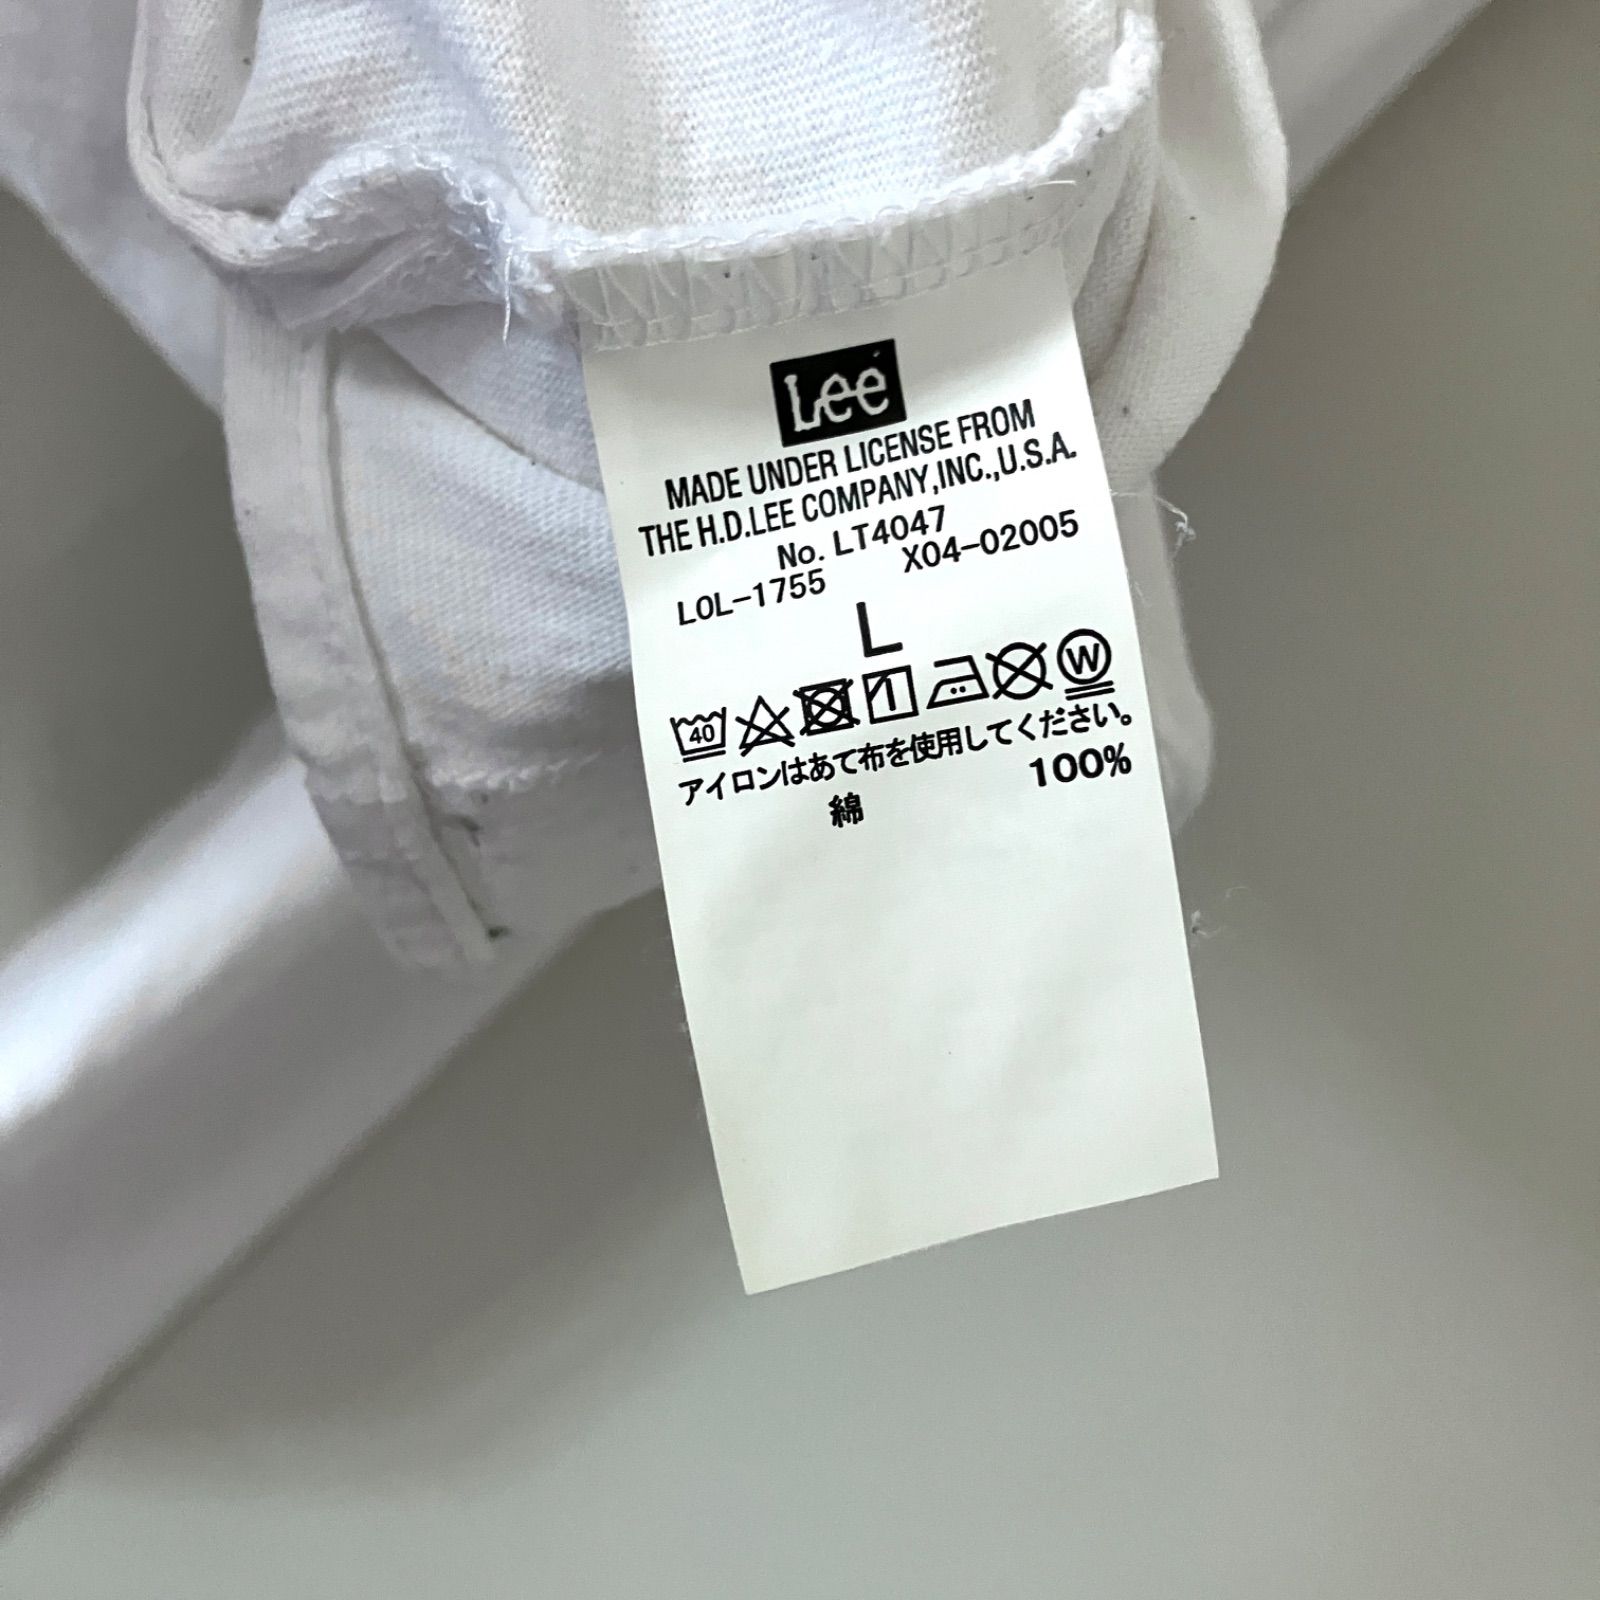 Lee
MADE UNDER LICENSE FROM
THE H.D.LEE COMPANY,INC.,U.S.A.
No. LT4047
LOL-1755 X04-02005
L
40 W
アイロンはあて布を使用してください。
綿 100%